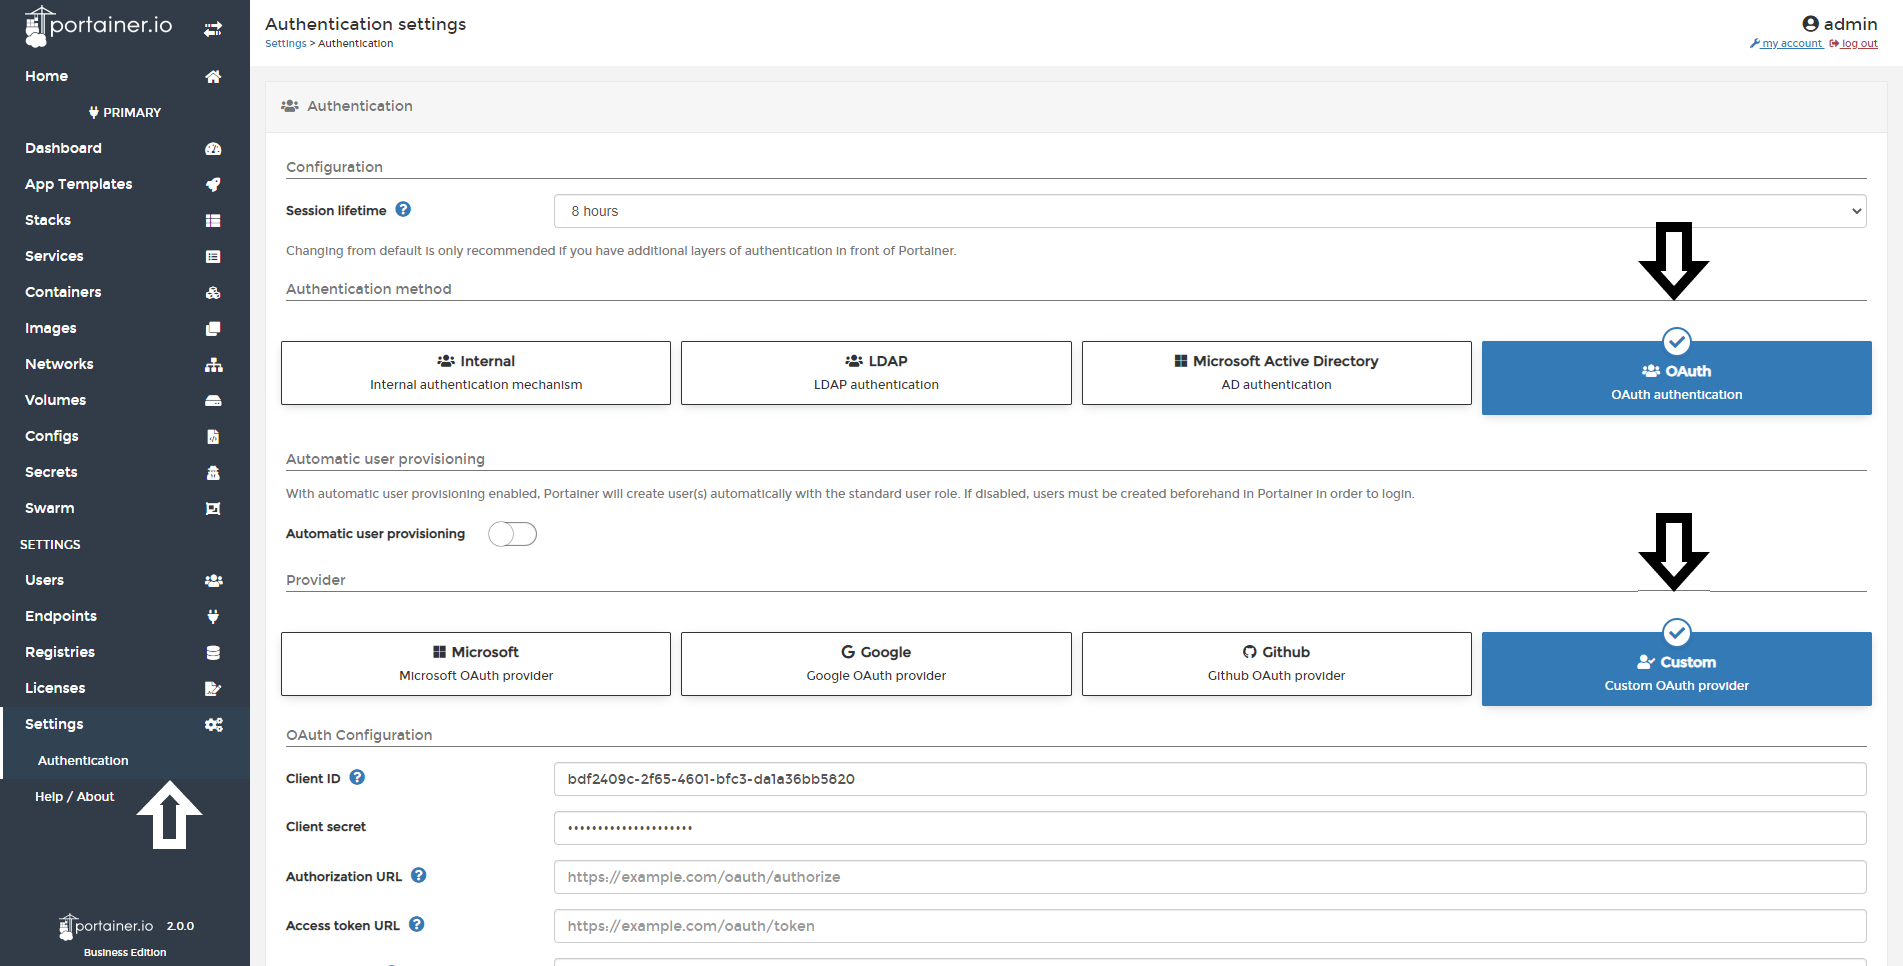 portainer.io
Home
PRIMARY
Dashboard
App Templates
Stacks
Services
Containers
Images
Networks
Volumes
Configs
Secrets
Swarm
SETTINGS
Users
Endpoints
Registries
Licenses
Settings
Authentication
Help / About
portainer.io 2.0.0
Business Edition
Authentication settings
Settings > Authentication
admin
my account log out
Authentication
Configuration
Session lifetime ?
8 hours
Changing from default is only recommended if you have additional layers of authentication in front of Portainer.
Authentication method
Internal
Internal authentication mechanism
LDAP
LDAP authentication
Microsoft Active Directory
AD authentication
OAuth
OAuth authentication
Automatic user provisioning
With automatic user provisioning enabled, Portainer will create user(s) automatically with the standard user role. If disabled, users must be created beforehand in Portainer in order to login.
Automatic user provisioning
Provider
Microsoft
Microsoft OAuth provider
Google
Google OAuth provider
Github
Github OAuth provider
Custom
Custom OAuth provider
OAuth Configuration
Client ID ?
bdf2409c-2f65-4601-bfc3-da1a36bb5820
Client secret
•••••••••••••••••••••
Authorization URL ?
https://example.com/oauth/authorize
Access token URL ?
https://example.com/oauth/token